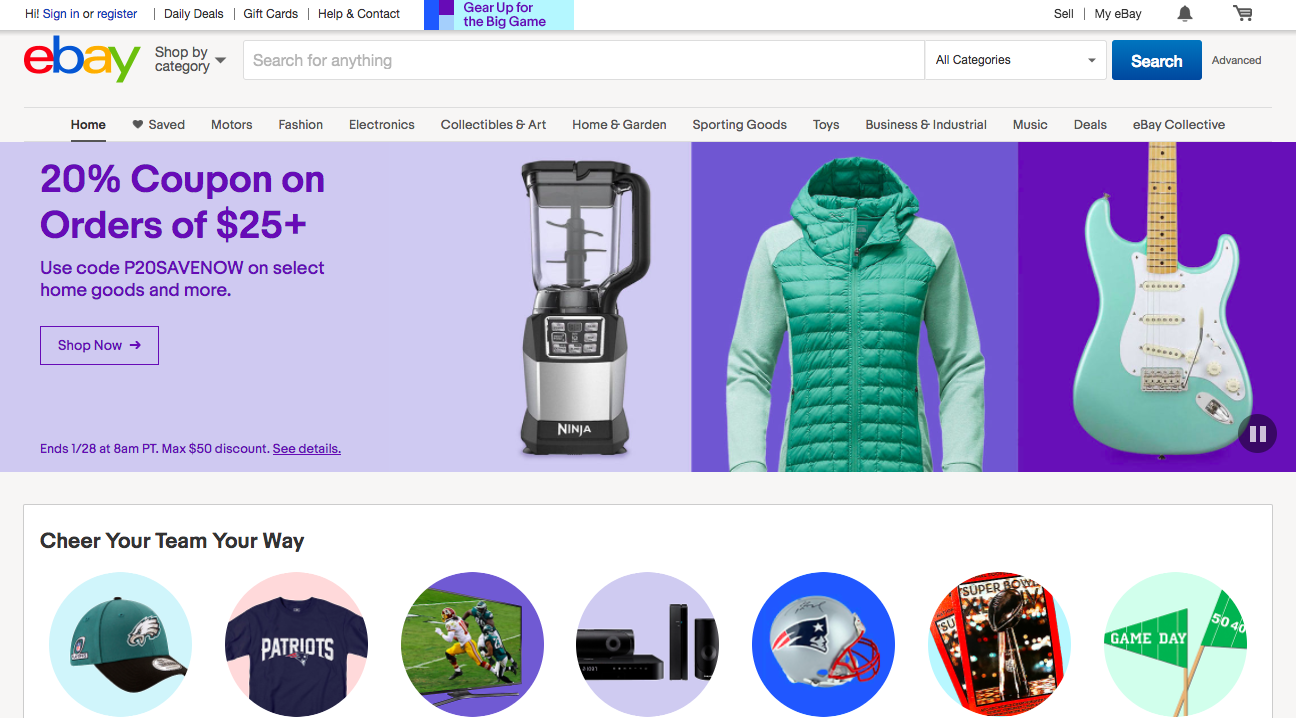 Hi! Sign in or register | Daily Deals | Gift Cards | Help & Contact
Gear Up for
the Big Game
Sell | My eBay
ebay
Shop by
category
Search for anything
All Categories
Search
Advanced
Home
Saved
Motors
Fashion
Electronics
Collectibles & Art
Home & Garden
Sporting Goods
Toys
Business & Industrial
Music
Deals
eBay Collective
20% Coupon on
Orders of $25+
Use code P20SAVENOW on select
home goods and more.
Shop Now →
Ends 1/28 at 8am PT. Max $50 discount. See details.
NINJA
Cheer Your Team Your Way
PATRIOTS
SUPER BOWL
GAME DAY
50 40